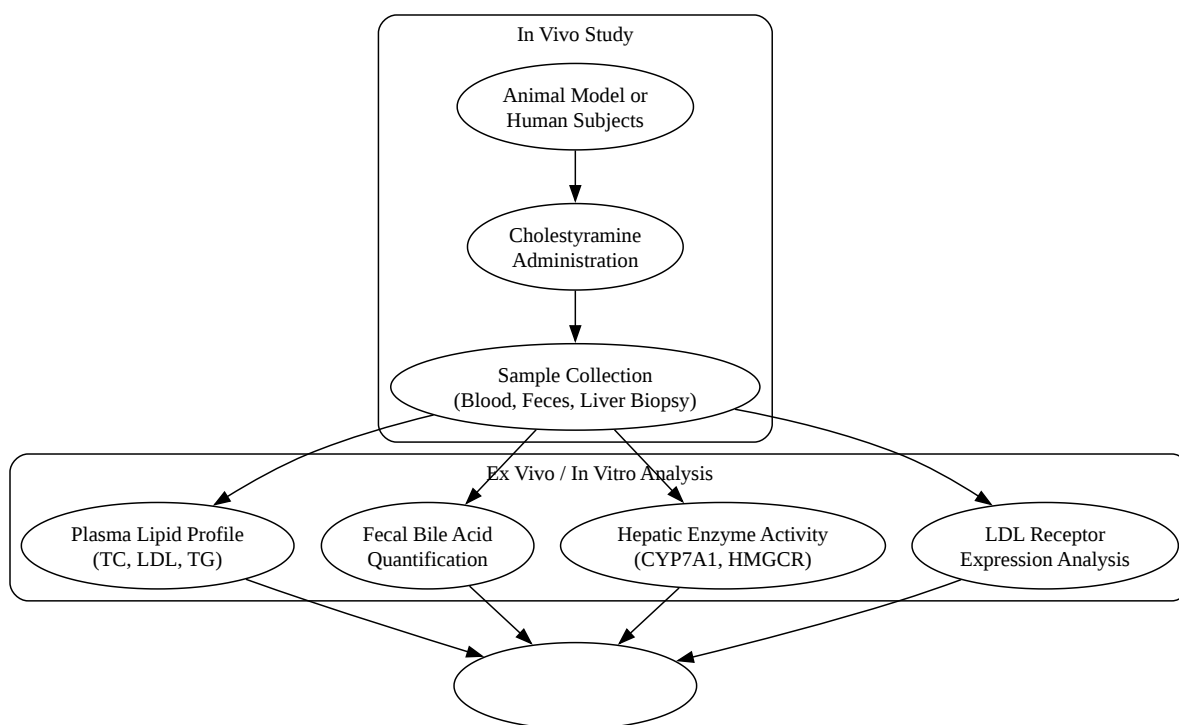 In Vivo Study
Animal Model or
Human Subjects
Cholestyramine
Administration
Sample Collection
(Blood, Feces, Liver Biopsy)
Ex Vivo / In Vitro Analysis
Plasma Lipid Profile
(TC, LDL, TG)
Fecal Bile Acid
Quantification
Hepatic Enzyme Activity
(CYP7A1, HMGCR)
LDL Receptor
Expression Analysis